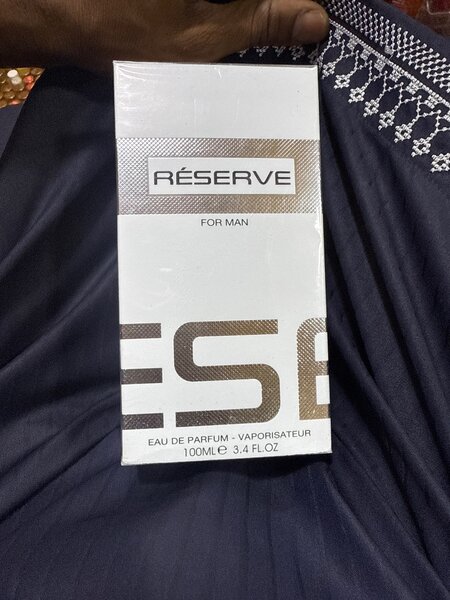 RÉSERVE
FOR MAN
ESE
EAU DE PARFUM - VAPORISATEUR
100ML e 3.4 FL.OZ